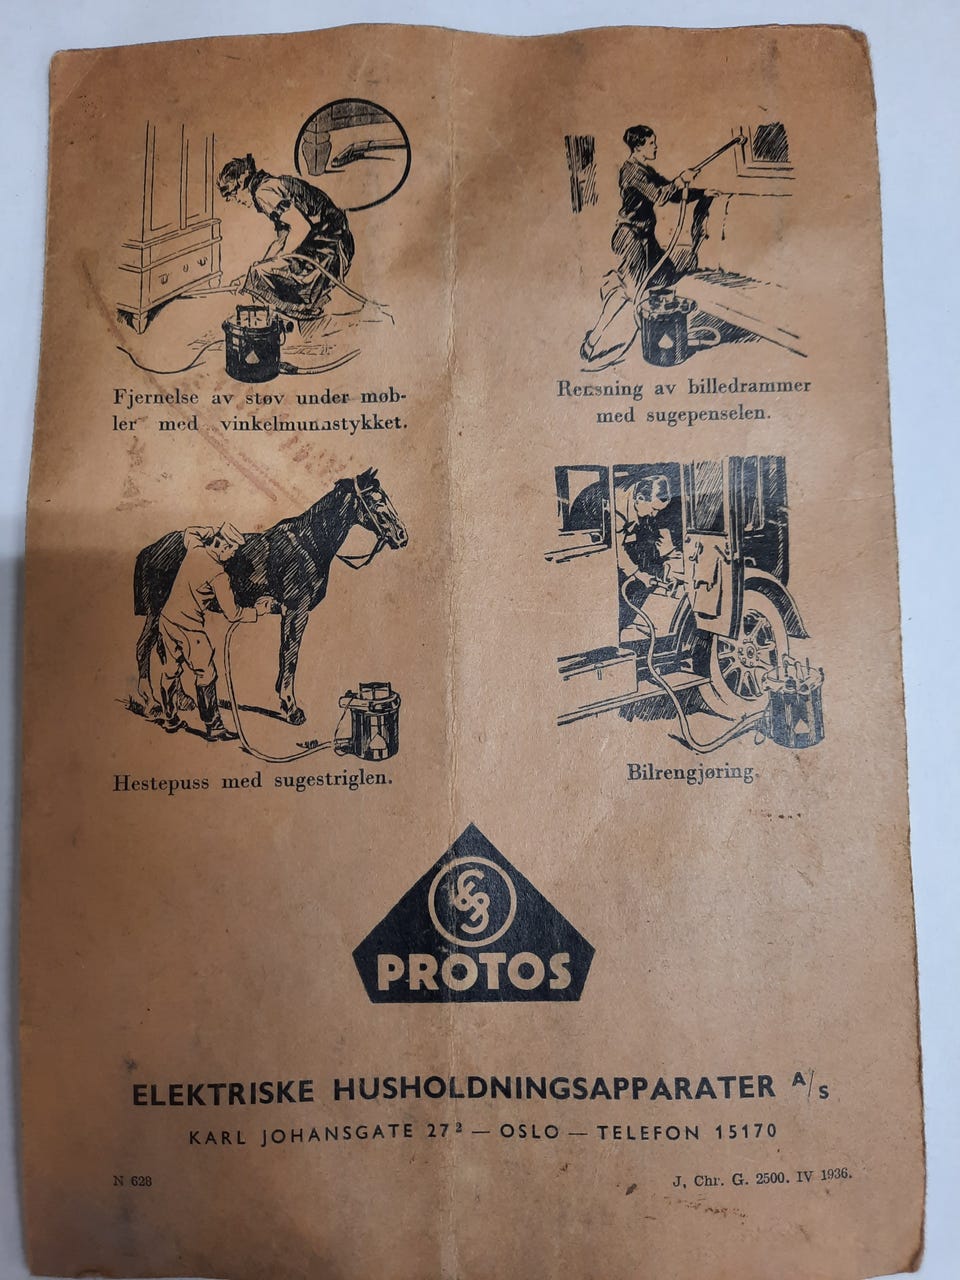 Fjernelse av støv under møb-
ler med vinkelmunnstykket.
Rensning av billedrammer
med sugepenselen.
Hestepuss med sugestriglen.
Bilrengjøring.
PROTOS
ELEKTRISKE HUSHOLDNINGSAPPARATER A/S
KARL JOHANSGATE 27² — OSLO — TELEFON 15170
N 628
J. Chr. G. 2500. IV 1936.